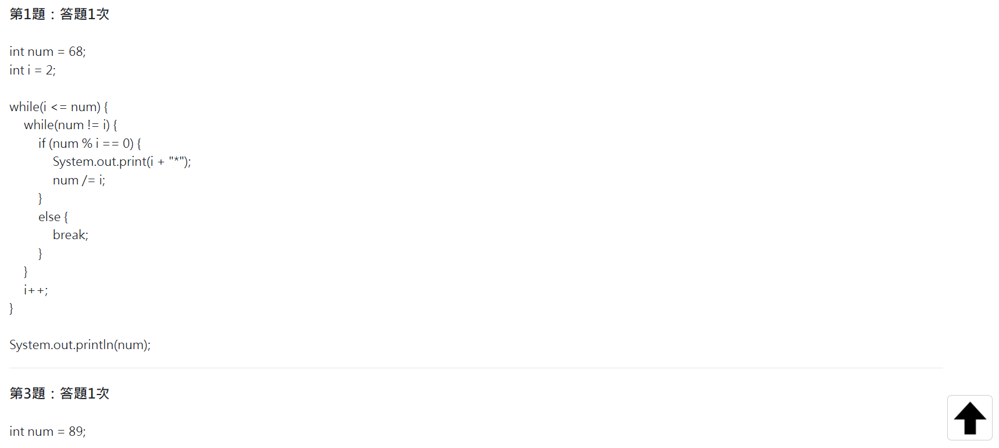 第1題：答題1次
int num = 68;
int i = 2;
while(i <= num) {
while(num != i) {
if (num % i == 0) {
System.out.print(i + "*");
num /= i;
}
else {
break;
}
}
i++;
}
System.out.println(num);
第3題：答題1次
int num = 89;